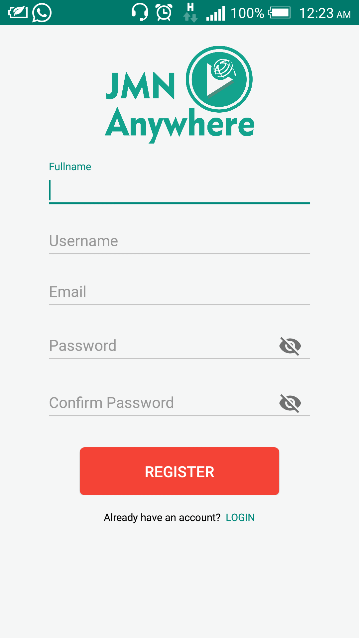 H 100% 12:23 AM
JMN
Anywhere
Fullname
Username
Email
Password
Confirm Password
REGISTER
Already have an account? LOGIN